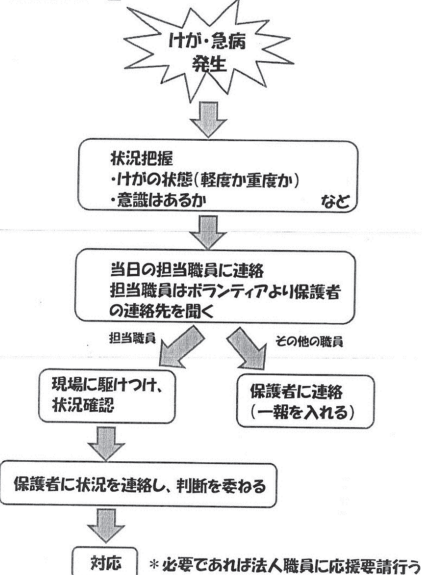 けが・急病
発生
状況把握
・けがの状態(軽度か重度か)
・意識はあるか　など
当日の担当職員に連絡
担当職員はボランティアより保護者
の連絡先を聞く
担当職員
その他の職員
現場に駆けつけ、
状況確認
保護者に連絡
(一報を入れる)
保護者に状況を連絡し、判断を委ねる
対応
＊必要であれば法人職員に応援要請行う